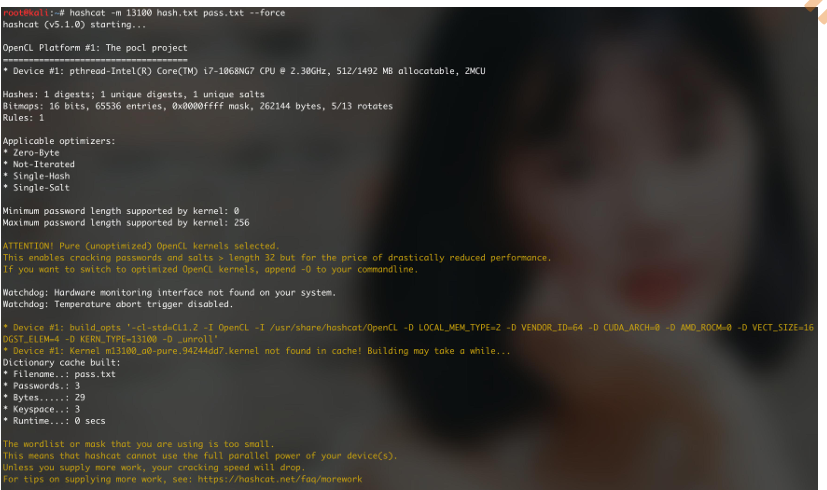 root@kali:~# hashcat -m 13100 hash.txt pass.txt --force
hashcat (v5.1.0) starting...
OpenCL Platform #1: The pocl project
====================================
* Device #1: pthread-Intel(R) Core(TM) i7-1068NG7 CPU @ 2.30GHz, 512/1492 MB allocatable, 2MCU
Hashes: 1 digests; 1 unique digests, 1 unique salts
Bitmaps: 16 bits, 65536 entries, 0x0000ffff mask, 262144 bytes, 5/13 rotates
Rules: 1
Applicable optimizers:
* Zero-Byte
* Not-Iterated
* Single-Hash
* Single-Salt
Minimum password length supported by kernel: 0
Maximum password length supported by kernel: 256
ATTENTION! Pure (unoptimized) OpenCL kernels selected.
This enables cracking passwords and salts > length 32 but for the price of drastically reduced performance.
If you want to switch to optimized OpenCL kernels, append -O to your commandline.
Watchdog: Hardware monitoring interface not found on your system.
Watchdog: Temperature abort trigger disabled.
* Device #1: build_opts '-cl-std=CL1.2 -I OpenCL -I /usr/share/hashcat/OpenCL -D LOCAL_MEM_TYPE=2 -D VENDOR_ID=64 -D CUDA_ARCH=0 -D AMD_ROCM=0 -D VECT_SIZE=16
DGST_ELEM=4 -D KERN_TYPE=13100 -D _unroll'
* Device #1: Kernel m13100_a0-pure.94244dd7.kernel not found in cache! Building may take a while...
Dictionary cache built:
* Filename..: pass.txt
* Passwords.: 3
* Bytes.....: 29
* Keyspace..: 3
* Runtime...: 0 secs
The wordlist or mask that you are using is too small.
This means that hashcat cannot use the full parallel power of your device(s).
Unless you supply more work, your cracking speed will drop.
For tips on supplying more work, see: https://hashcat.net/faq/morework